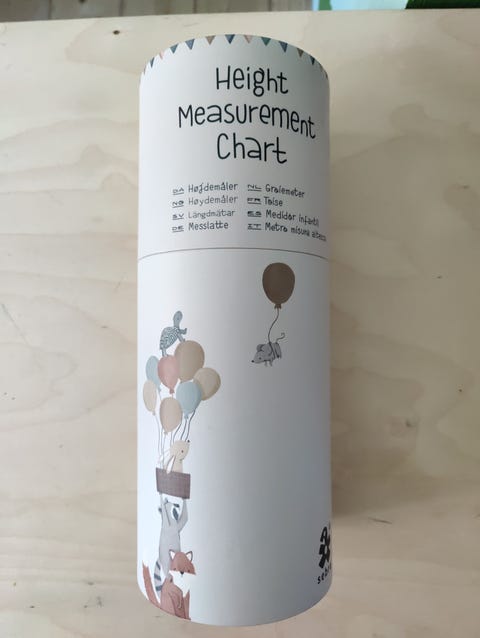 Height
Measurement
Chart
DA Højdemåler
NO Høydemåler
SV Längdmätar
DE Messlatte
NL Groeimeter
FR Toise
ES Medidor infantil
IT Metro misura